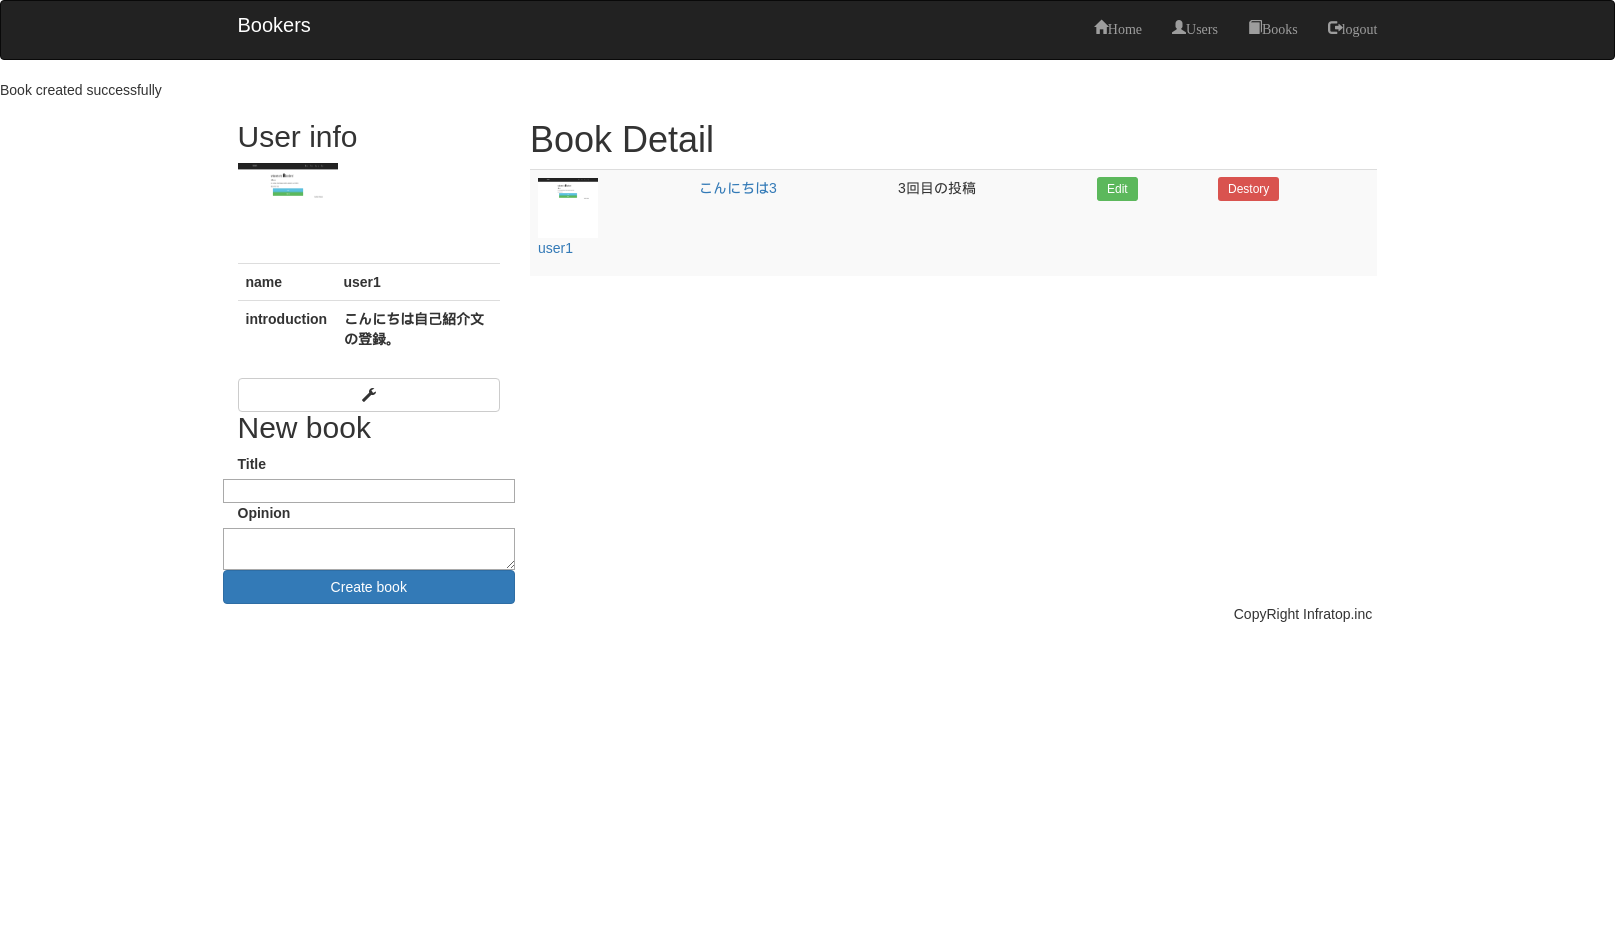 Bookers
Home Users Books logout
Book created successfully
User info
name user1
introduction こんにちは自己紹介文
の登録。
New book
Title
Opinion
Create book
Book Detail
こんにちは3 3回目の投稿 Edit Destory
user1
CopyRight Infratop.inc